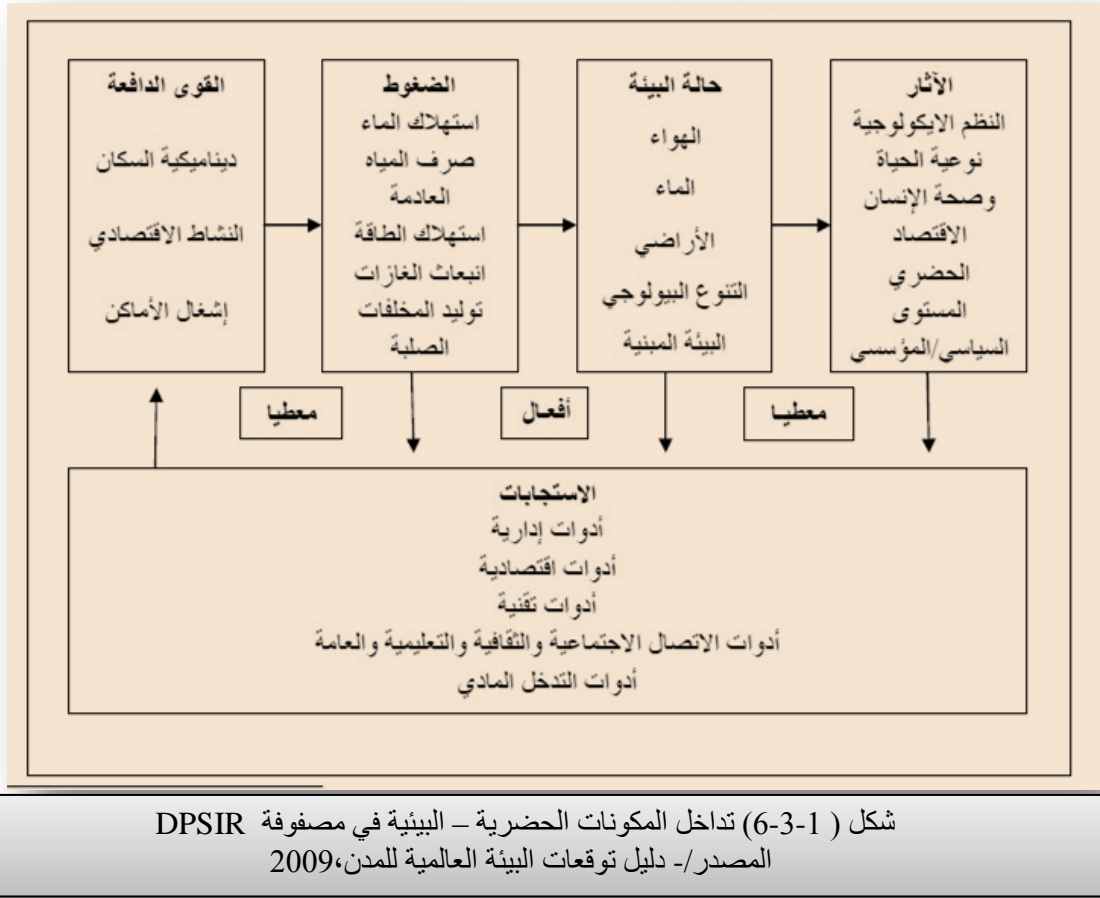 القوى الدافعة
ديناميكية السكان
النشاط الاقتصادي
إشغال الأماكن
الضغوط
استهلاك الماء
صرف المياه
العادمة
استهلاك الطاقة
انبعاث الغازات
توليد المخلفات
الصلبة
حالة البيئة
الهواء
الماء
الأراضي
التنوع البيولوجي
البيئة المبنية
الآثار
النظم الايكولوجية
نوعية الحياة
وصحة الإنسان
الاقتصاد
الحضري
المستوى
السياسي/المؤسسي
معطيا
أفعال
معطيا
الاستجابات
أدوات إدارية
أدوات اقتصادية
أدوات تقنية
أدوات الاتصال الاجتماعية والثقافية والتعليمية والعامة
أدوات التدخل المادي
شكل ( 1-3-6) تداخل المكونات الحضرية – البيئية في مصفوفة DPSIR
المصدر/- دليل توقعات البيئة العالمية للمدن،2009